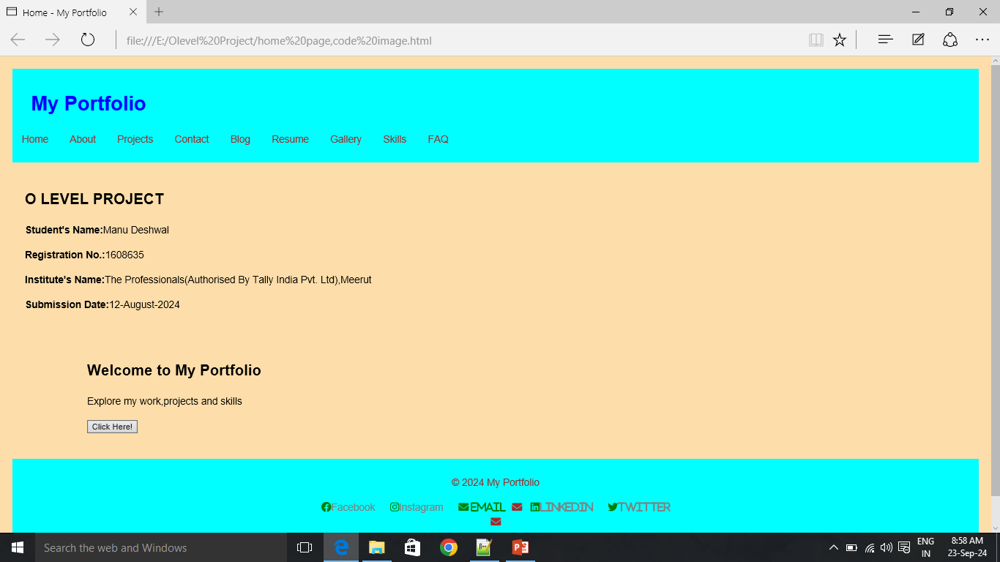 Home - My Portfolio
file:///E:/Olevel%20Project/home%20page,code%20image.html
My Portfolio
Home About Projects Contact Blog Resume Gallery Skills FAQ
O LEVEL PROJECT
Student's Name:Manu Deshwal
Registration No.:1608635
Institute's Name:The Professionals(Authorised By Tally India Pvt. Ltd),Meerut
Submission Date:12-August-2024
Welcome to My Portfolio
Explore my work,projects and skills
Click Here!
© 2024 My Portfolio
Facebook Instagram EMAIL LINKEDIN TWITTER
Search the web and Windows
ENG
IN
8:58 AM
23-Sep-24